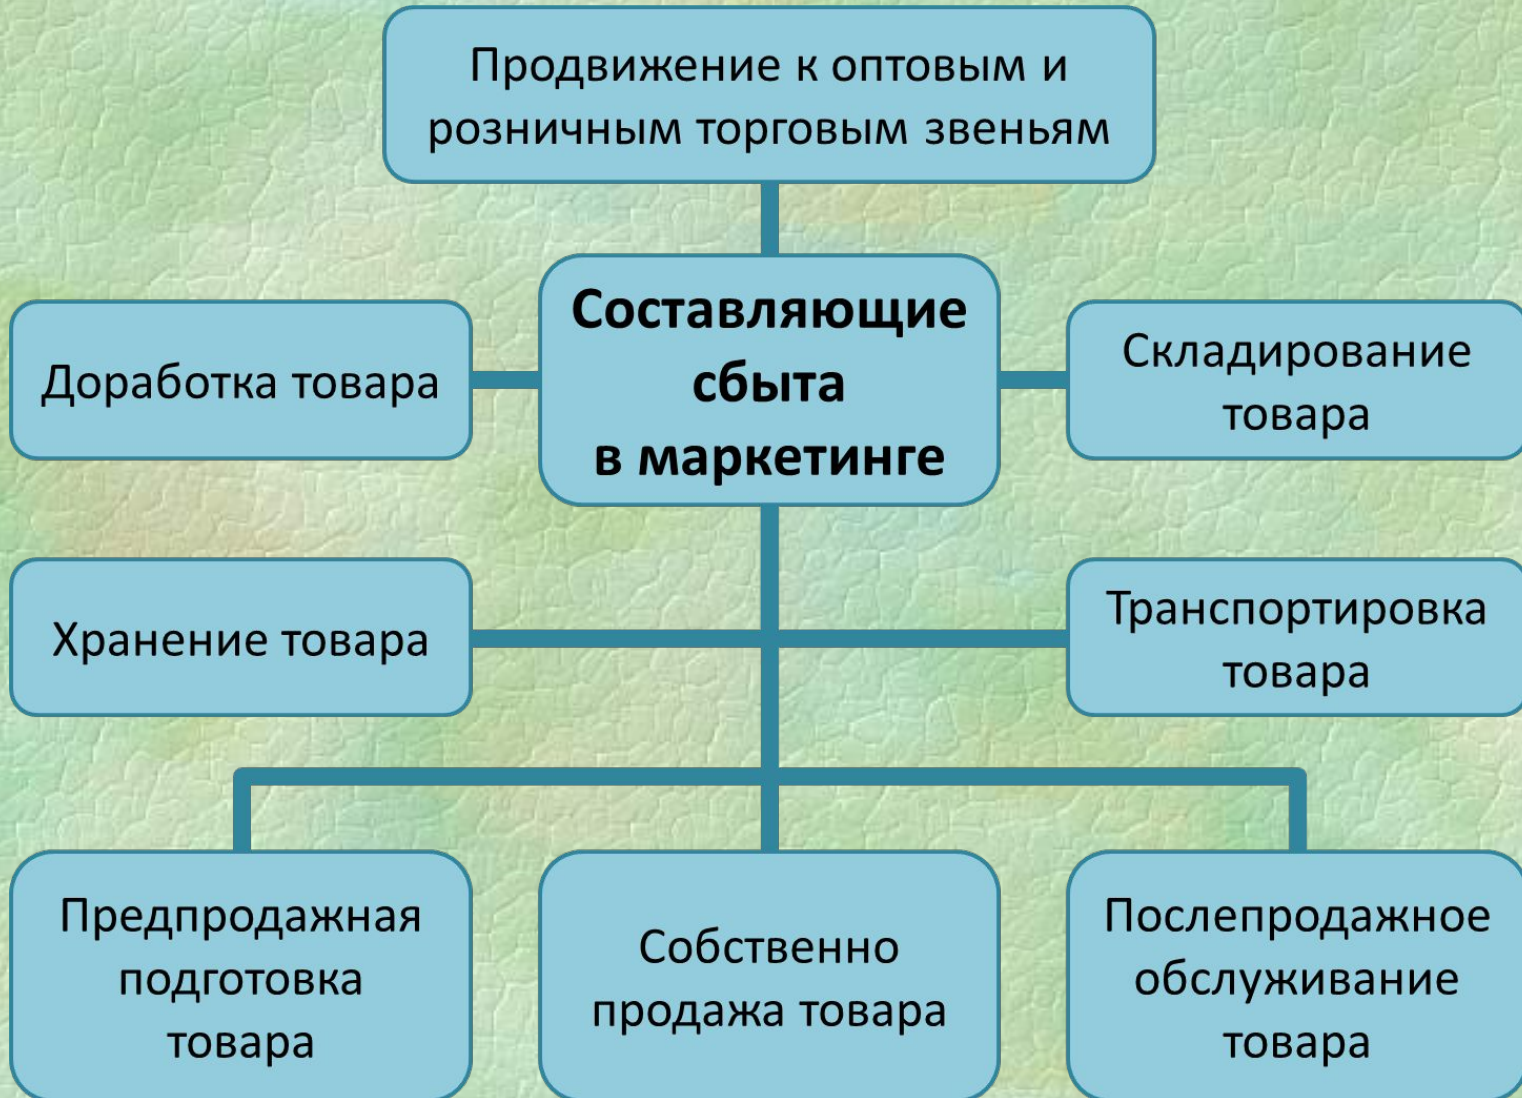 Продвижение к оптовым и
розничным торговым звеньям
Доработка товара
Составляющие
сбыта
в маркетинге
Складирование
товара
Хранение товара
Транспортировка
товара
Предпродажная
подготовка
товара
Собственно
продажа товара
Послепродажное
обслуживание
товара